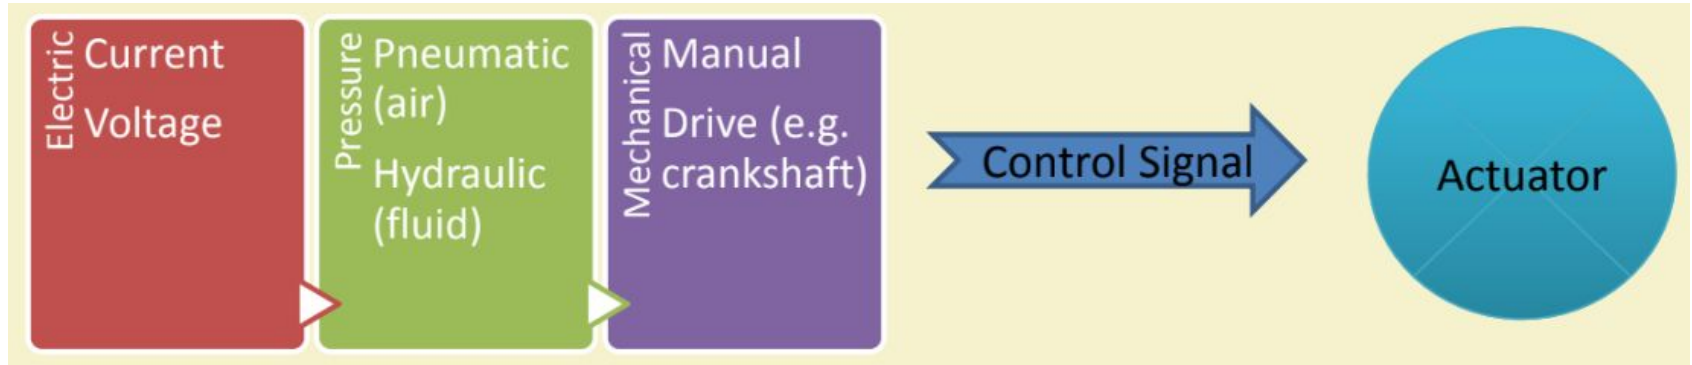 Electric
Current
Voltage
Pressure
Pneumatic
(air)
Hydraulic
(fluid)
Mechanical
Manual
Drive (e.g.
crankshaft)
Control Signal
Actuator